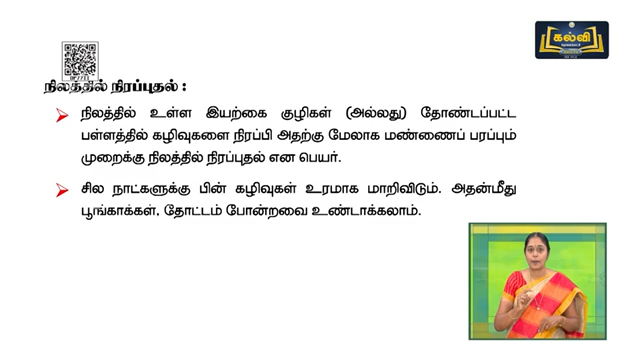 கல்வி
நிலத்தில் நிரப்புதல் :
நிலத்தில் உள்ள இயற்கை குழிகள் (அல்லது) தோண்டப்பட்ட
பள்ளத்தில் கழிவுகளை நிரப்பி அதற்கு மேலாக மண்ணைப் பரப்பும்
முறைக்கு நிலத்தில் நிரப்புதல் என பெயர்.
சில நாட்களுக்கு பின் கழிவுகள் உரமாக மாறிவிடும். அதன்மீது
பூங்காக்கள், தோட்டம் போன்றவை உண்டாக்கலாம்.